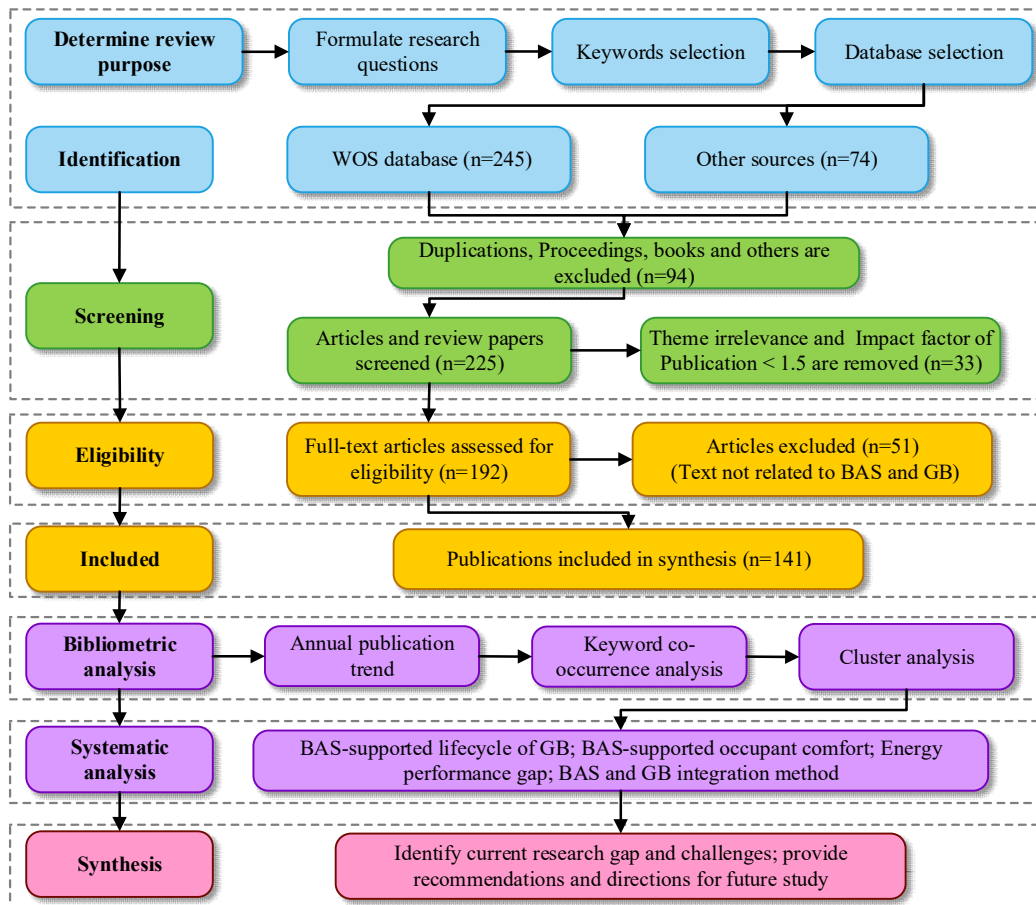 Determine review
purpose
Formulate research
questions
Keywords selection
Database selection
Identification
WOS database (n=245)
Other sources (n=74)
Duplications, Proceedings, books and others are
excluded (n=94)
Screening
Articles and review papers
screened (n=225)
Theme irrelevance and Impact factor of
Publication < 1.5 are removed (n=33)
Eligibility
Full-text articles assessed for
eligibility (n=192)
Articles excluded (n=51)
(Text not related to BAS and GB)
Included
Publications included in synthesis (n=141)
Bibliometric
analysis
Annual publication
trend
Keyword co-
occurrence analysis
Cluster analysis
Systematic
analysis
BAS-supported lifecycle of GB; BAS-supported occupant comfort; Energy
performance gap; BAS and GB integration method
Synthesis
Identify current research gap and challenges; provide
recommendations and directions for future study